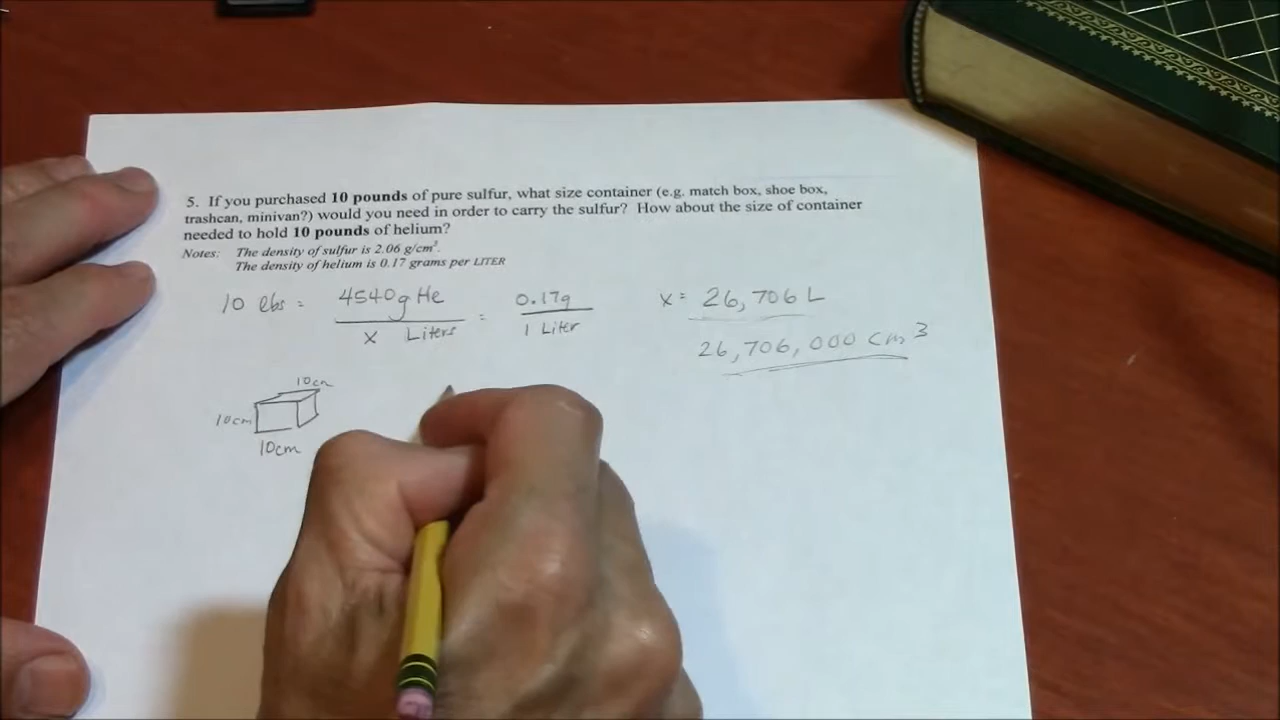 5. If you purchased 10 pounds of pure sulfur, what size container (e.g. match box, shoe box,
trashcan, minivan?) would you need in order to carry the sulfur? How about the size of container
needed to hold 10 pounds of helium?
Notes: The density of sulfur is 2.06 g/cm³.
The density of helium is 0.17 grams per LITER
10 lbs = 4540g He / x Liters = 0.17g / 1 Liter
x = 26,706 L
26,706,000 cm³
10cm
10cm
10cm